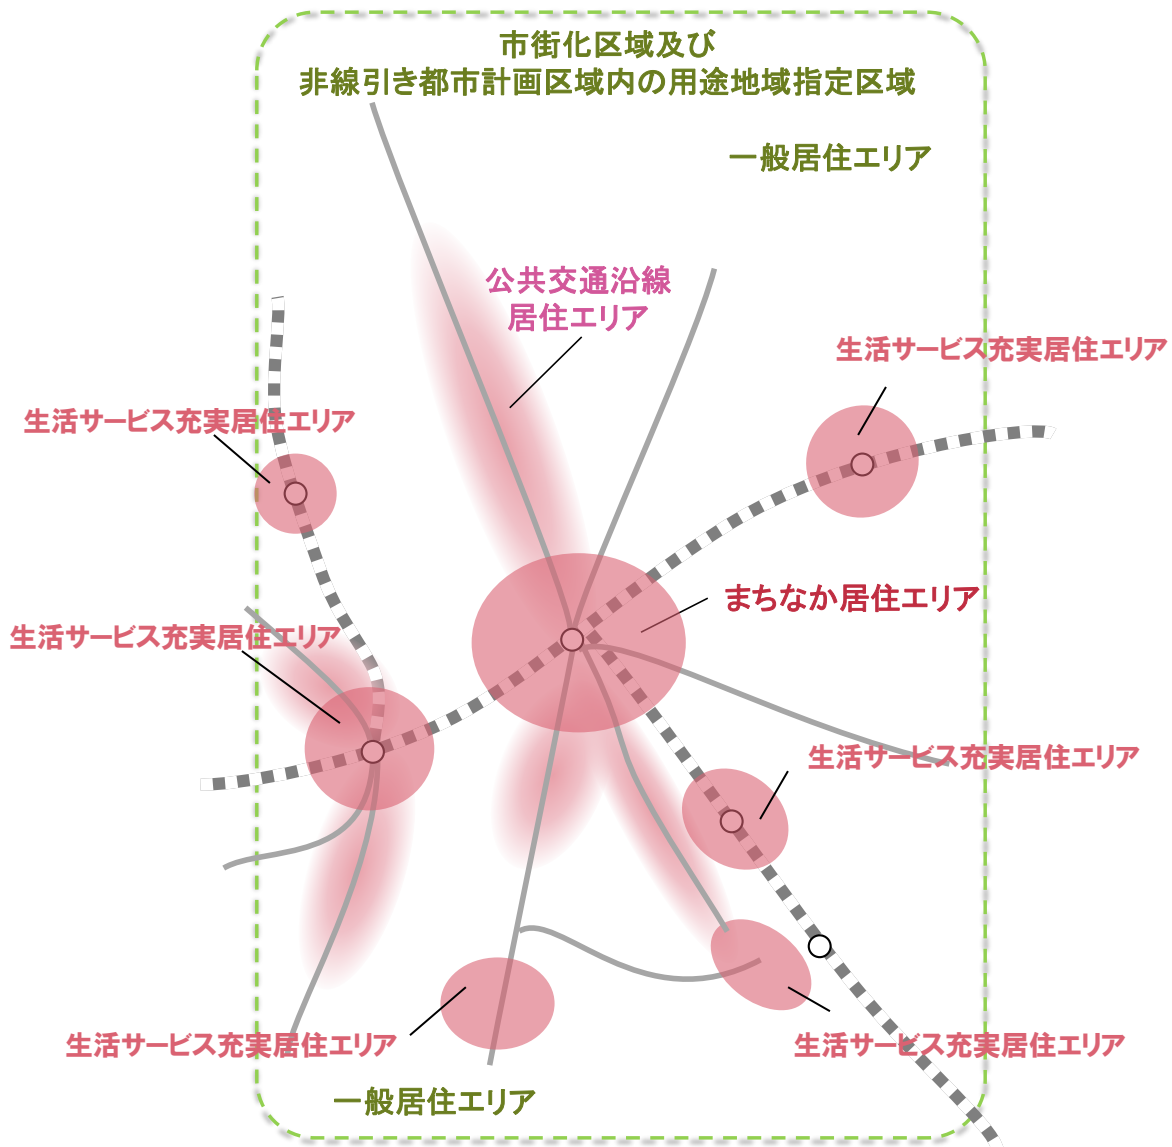 市街化区域及び
非線引き都市計画区域内の用途地域指定区域
一般居住エリア
公共交通沿線
居住エリア
生活サービス充実居住エリア
生活サービス充実居住エリア
まちなか居住エリア
生活サービス充実居住エリア
生活サービス充実居住エリア
生活サービス充実居住エリア
生活サービス充実居住エリア
一般居住エリア